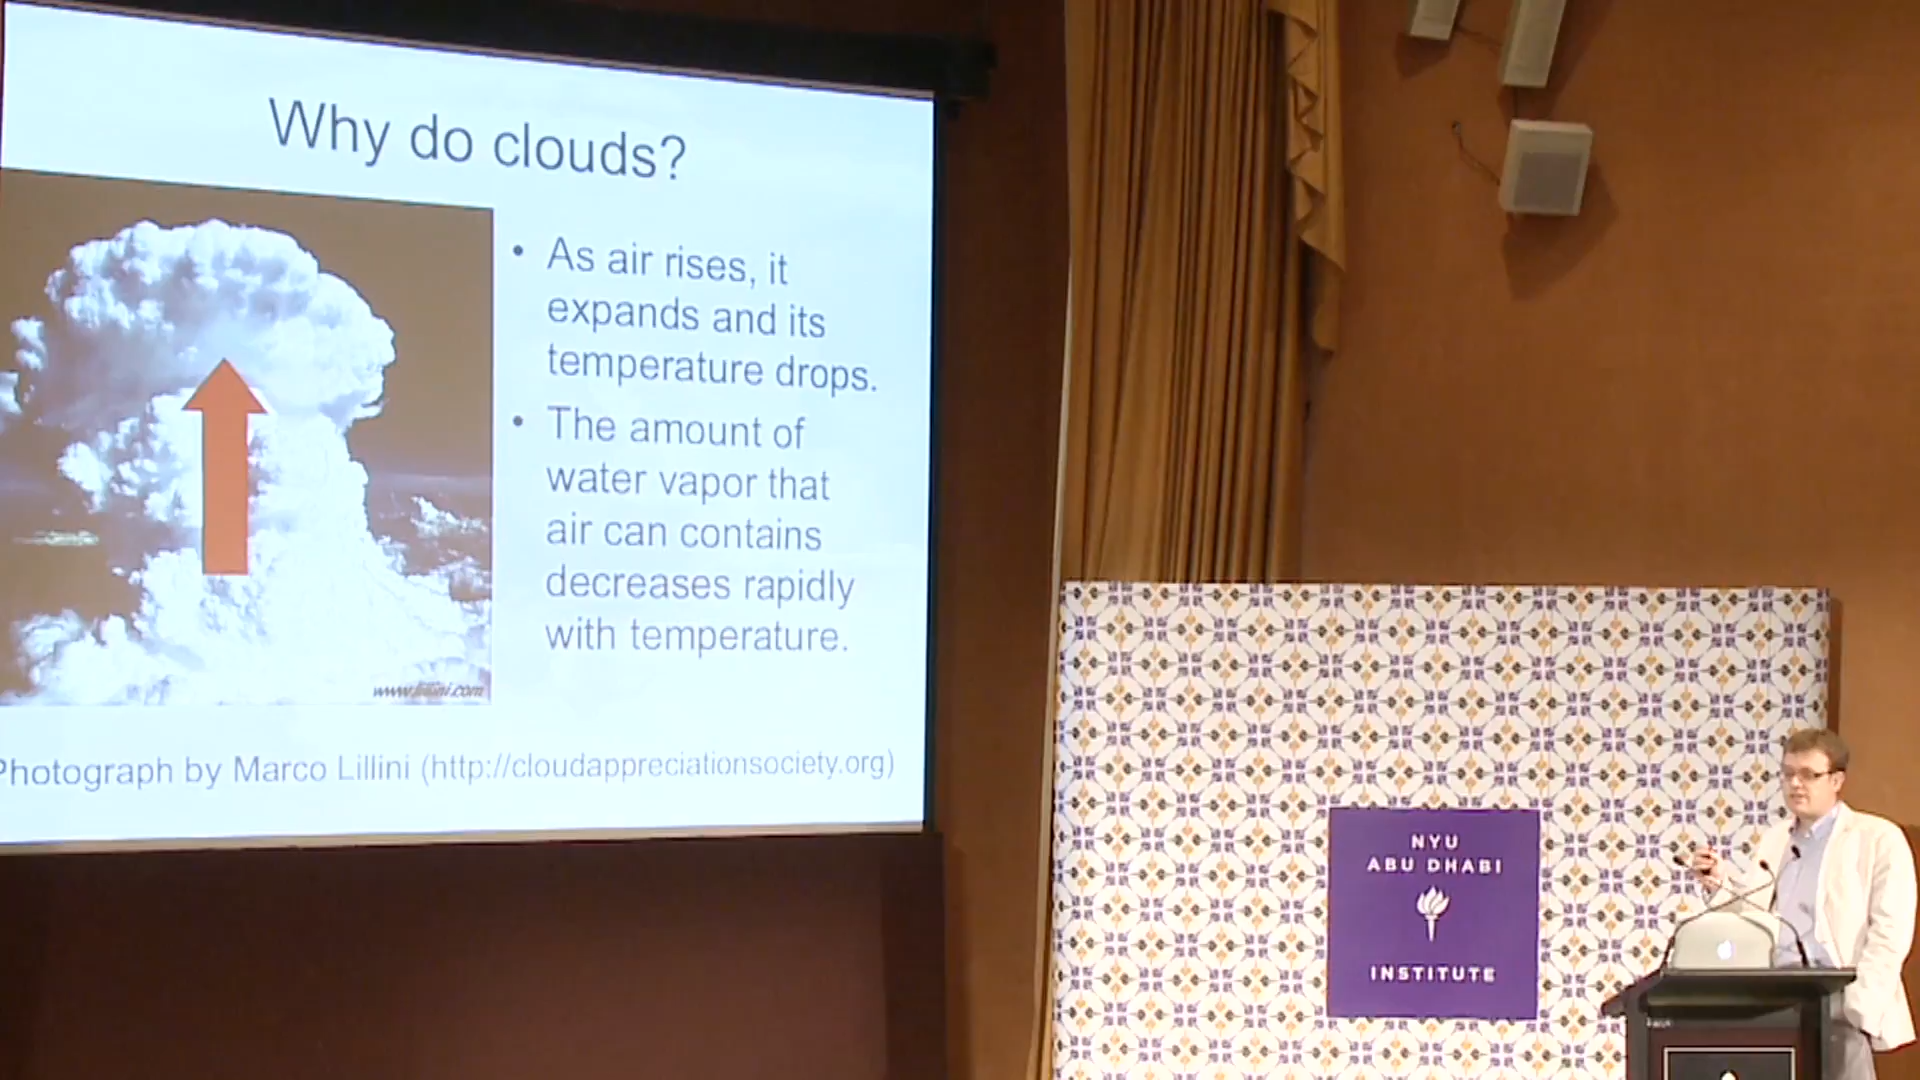 Why do clouds?
• As air rises, it
expands and its
temperature drops.
• The amount of
water vapor that
air can contains
decreases rapidly
with temperature.
Photograph by Marco Lillini (http://cloudappreciationsociety.org)
NYU
ABU DHABI
INSTITUTE